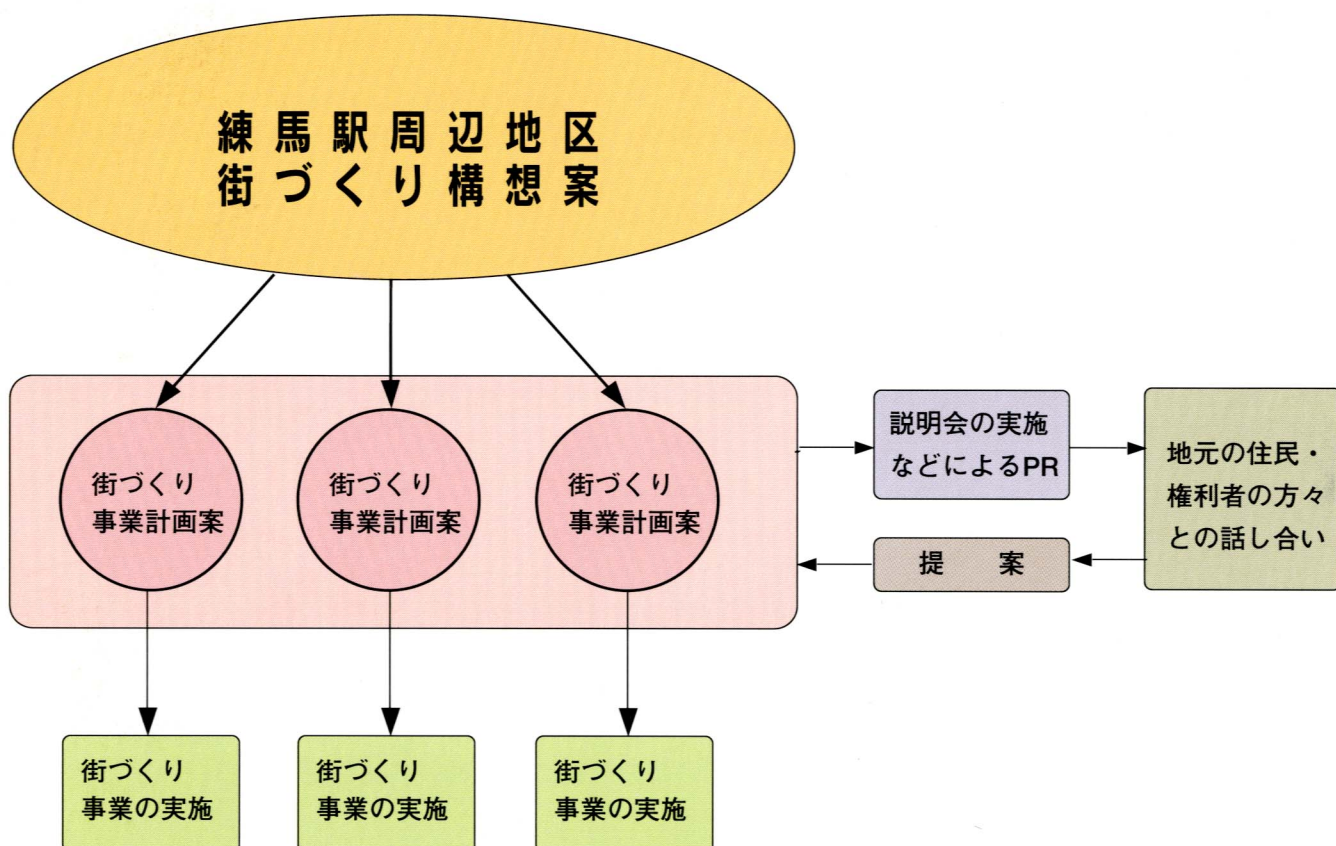 練馬駅周辺地区
街づくり構想案
街づくり
事業計画案
街づくり
事業計画案
街づくり
事業計画案
説明会の実施
などによるPR
提　案
地元の住民・
権利者の方々
との話し合い
街づくり
事業の実施
街づくり
事業の実施
街づくり
事業の実施